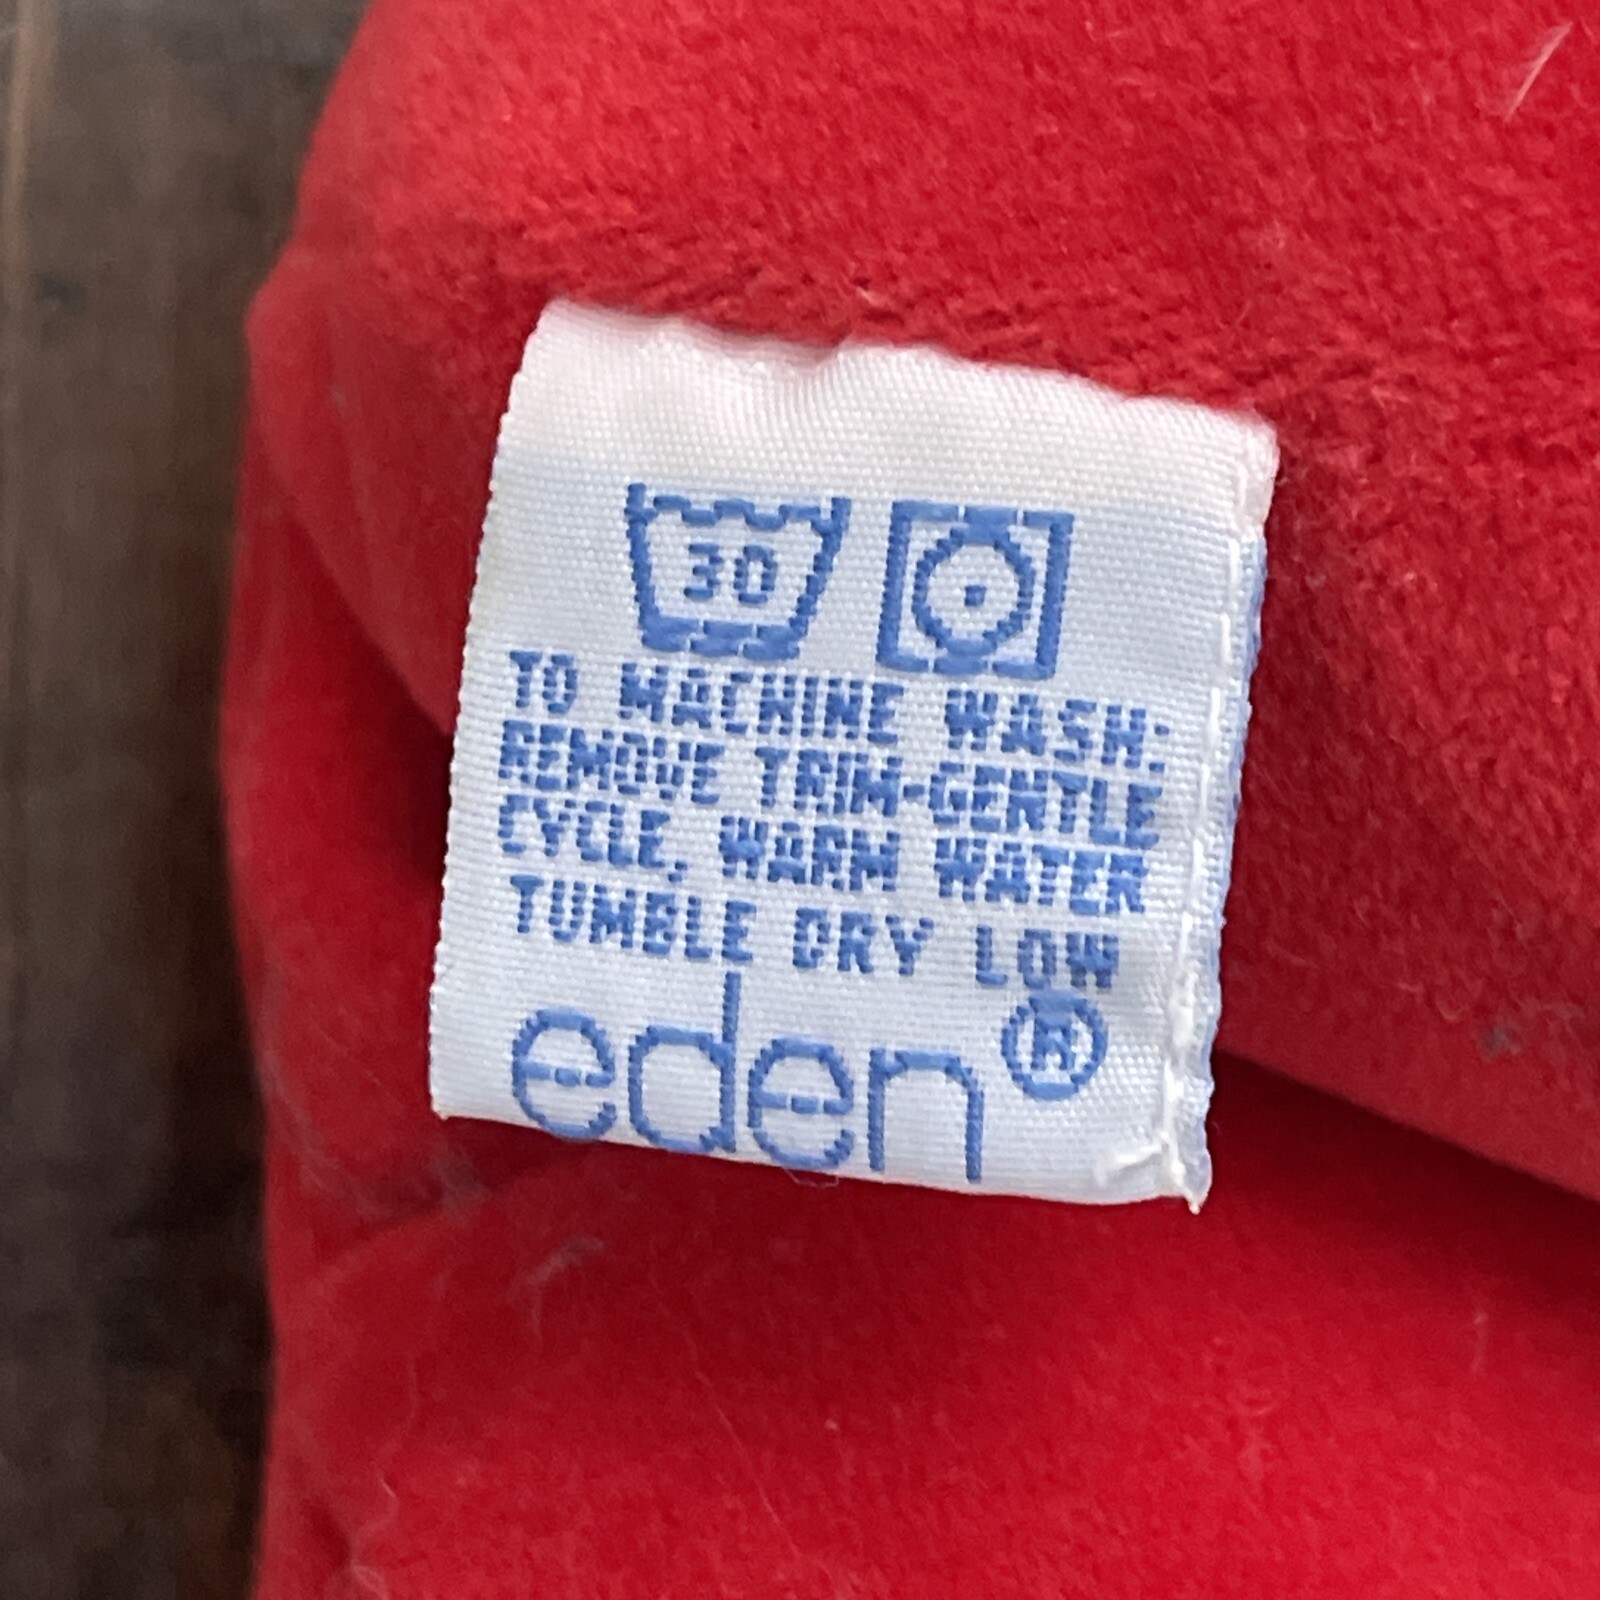 30
TO MACHINE WASH:
REMOVE TRIM-GENTLE
CYCLE, WARM WATER
TUMBLE DRY LOW
eden®